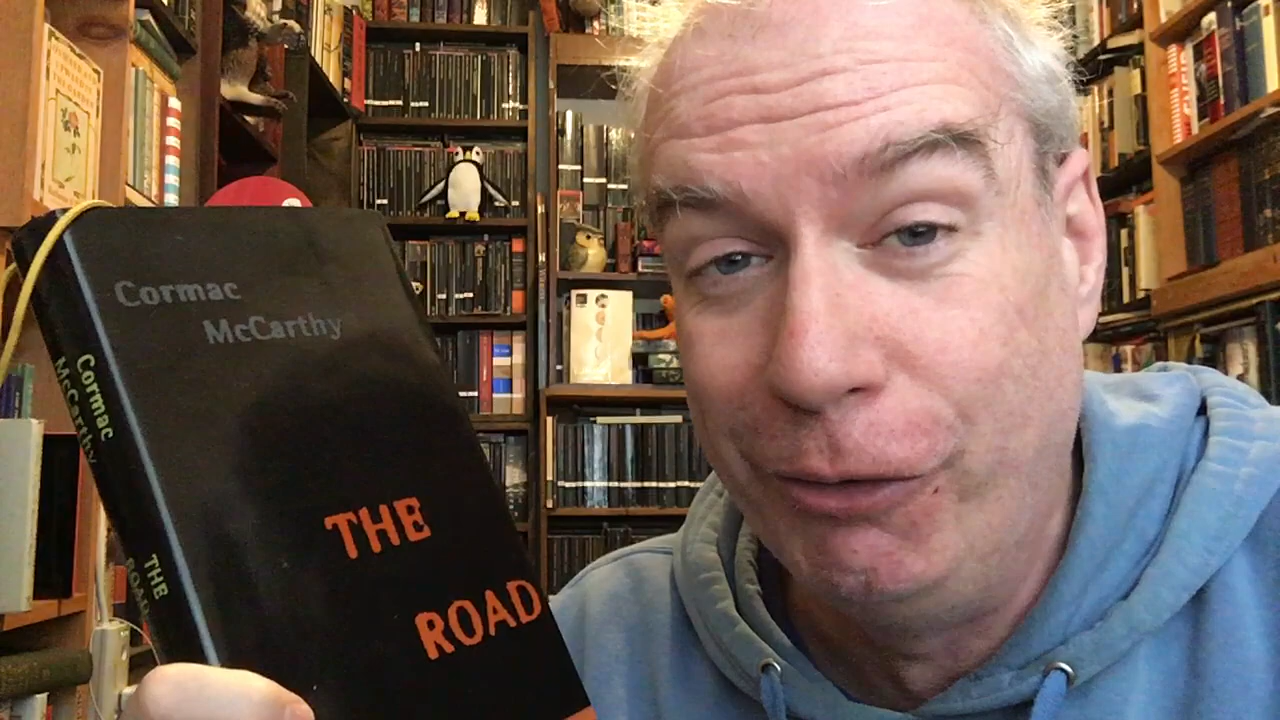 Cormac
McCarthy
THE
ROAD
Cormac
McCarthy
THE
ROAD